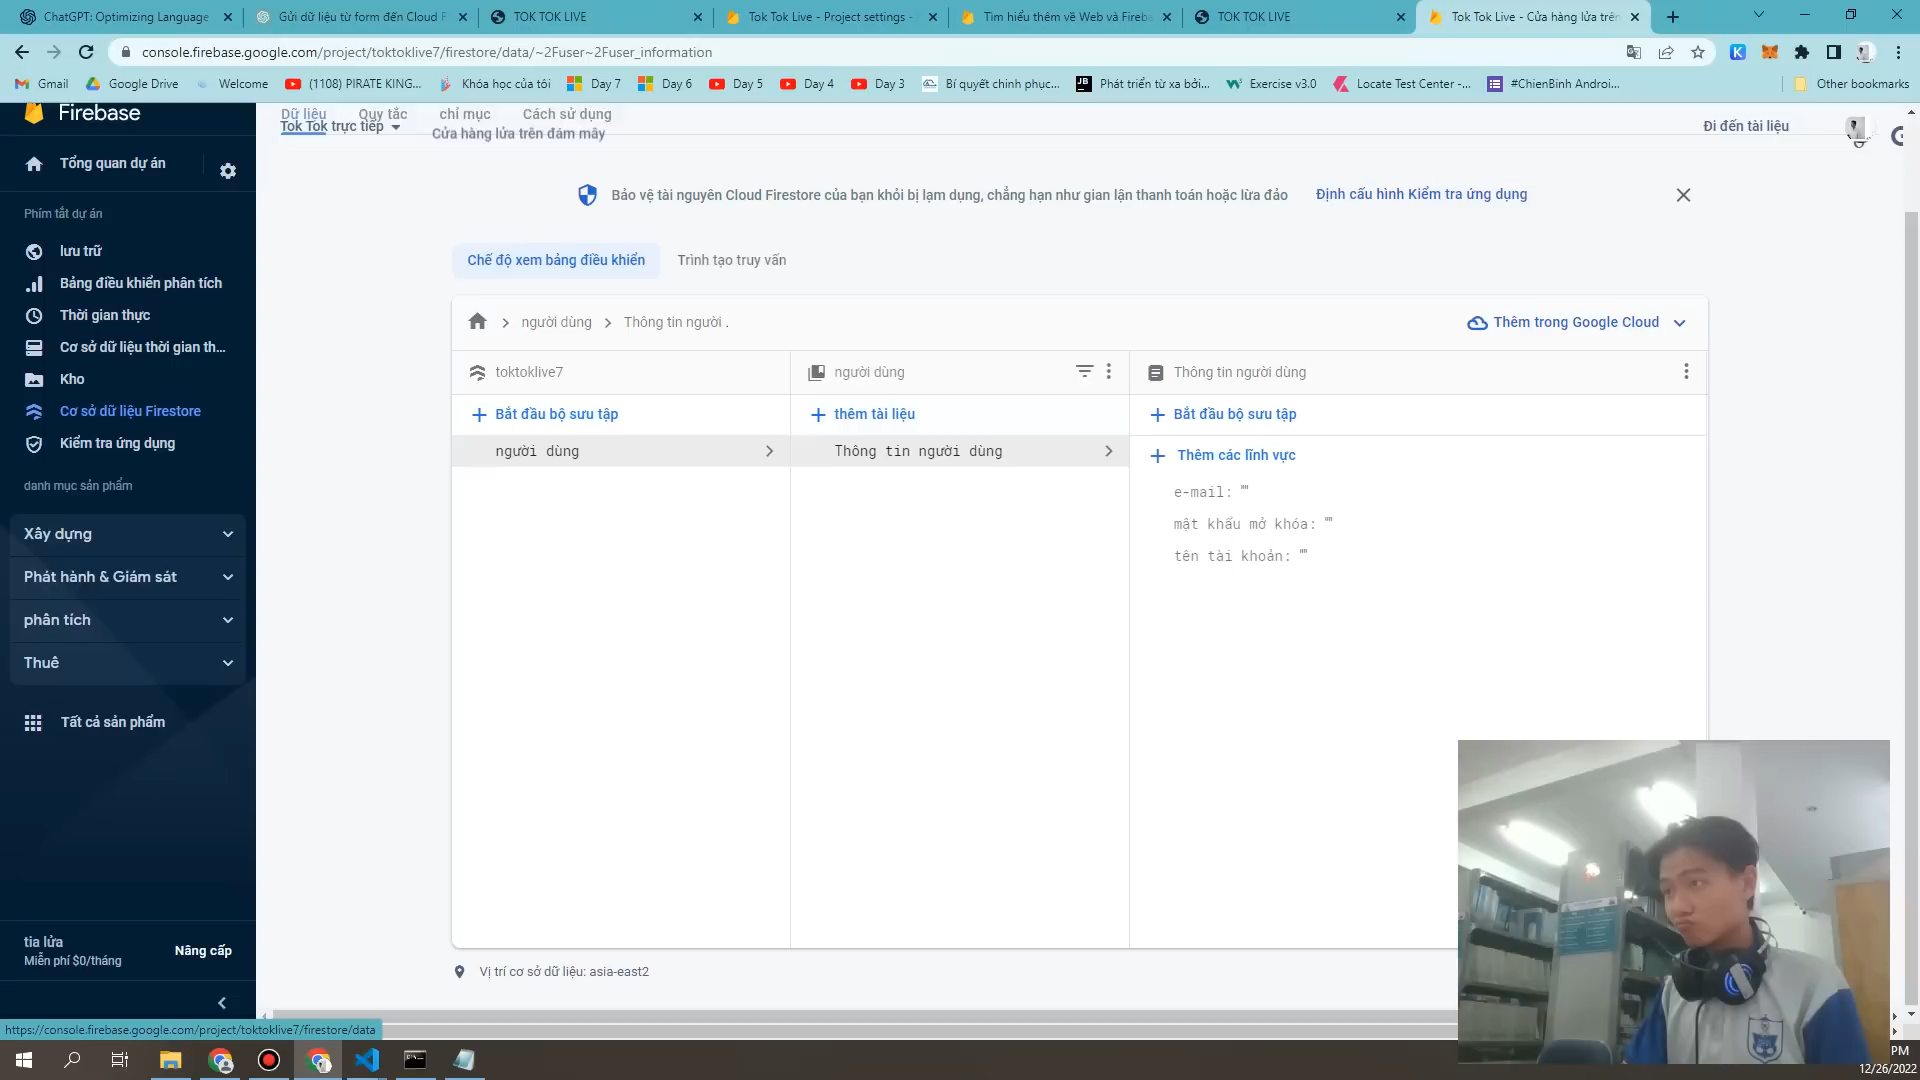 ChatGPT: Optimizing Language
Gửi dữ liệu từ form đến Cloud F
TOK TOK LIVE
Tok Tok Live - Project settings -
Tìm hiểu thêm về Web và Fireba
TOK TOK LIVE
Tok Tok Live - Cửa hàng lửa trên
console.firebase.google.com/project/toktoklive7/firestore/data/~2Fuser~2Fuser_information
Gmail
Google Drive
Welcome
(1108) PIRATE KING...
Khóa học của tôi
Day 7
Day 6
Day 5
Day 4
Day 3
Bí quyết chinh phục...
Phát triển từ xa bởi...
Exercise v3.0
Locate Test Center -...
#ChienBinh Androi...
Other bookmarks
Firebase
Dữ liệu
Quy tắc
chỉ mục
Cách sử dụng
Tok Tok trực tiếp
Cửa hàng lửa trên đám mây
Đi đến tài liệu
Tổng quan dự án
Phím tắt dự án
lưu trữ
Bảng điều khiển phân tích
Thời gian thực
Cơ sở dữ liệu thời gian th...
Kho
Cơ sở dữ liệu Firestore
Kiểm tra ứng dụng
danh mục sản phẩm
Xây dựng
Phát hành & Giám sát
phân tích
Thuê
Tất cả sản phẩm
tia lửa
Miễn phí $0/tháng
Nâng cấp
Bảo vệ tài nguyên Cloud Firestore của bạn khỏi bị lạm dụng, chẳng hạn như gian lận thanh toán hoặc lừa đảo
Định cấu hình Kiểm tra ứng dụng
Chế độ xem bảng điều khiển
Trình tạo truy vấn
người dùng
Thông tin người .
Thêm trong Google Cloud
toktoklive7
người dùng
Thông tin người dùng
Bắt đầu bộ sưu tập
thêm tài liệu
Bắt đầu bộ sưu tập
người dùng
Thông tin người dùng
Thêm các lĩnh vực
e-mail: ""
mật khẩu mở khóa: ""
tên tài khoản: ""
Vị trí cơ sở dữ liệu: asia-east2
https://console.firebase.google.com/project/toktoklive7/firestore/data
PM
12/26/2022